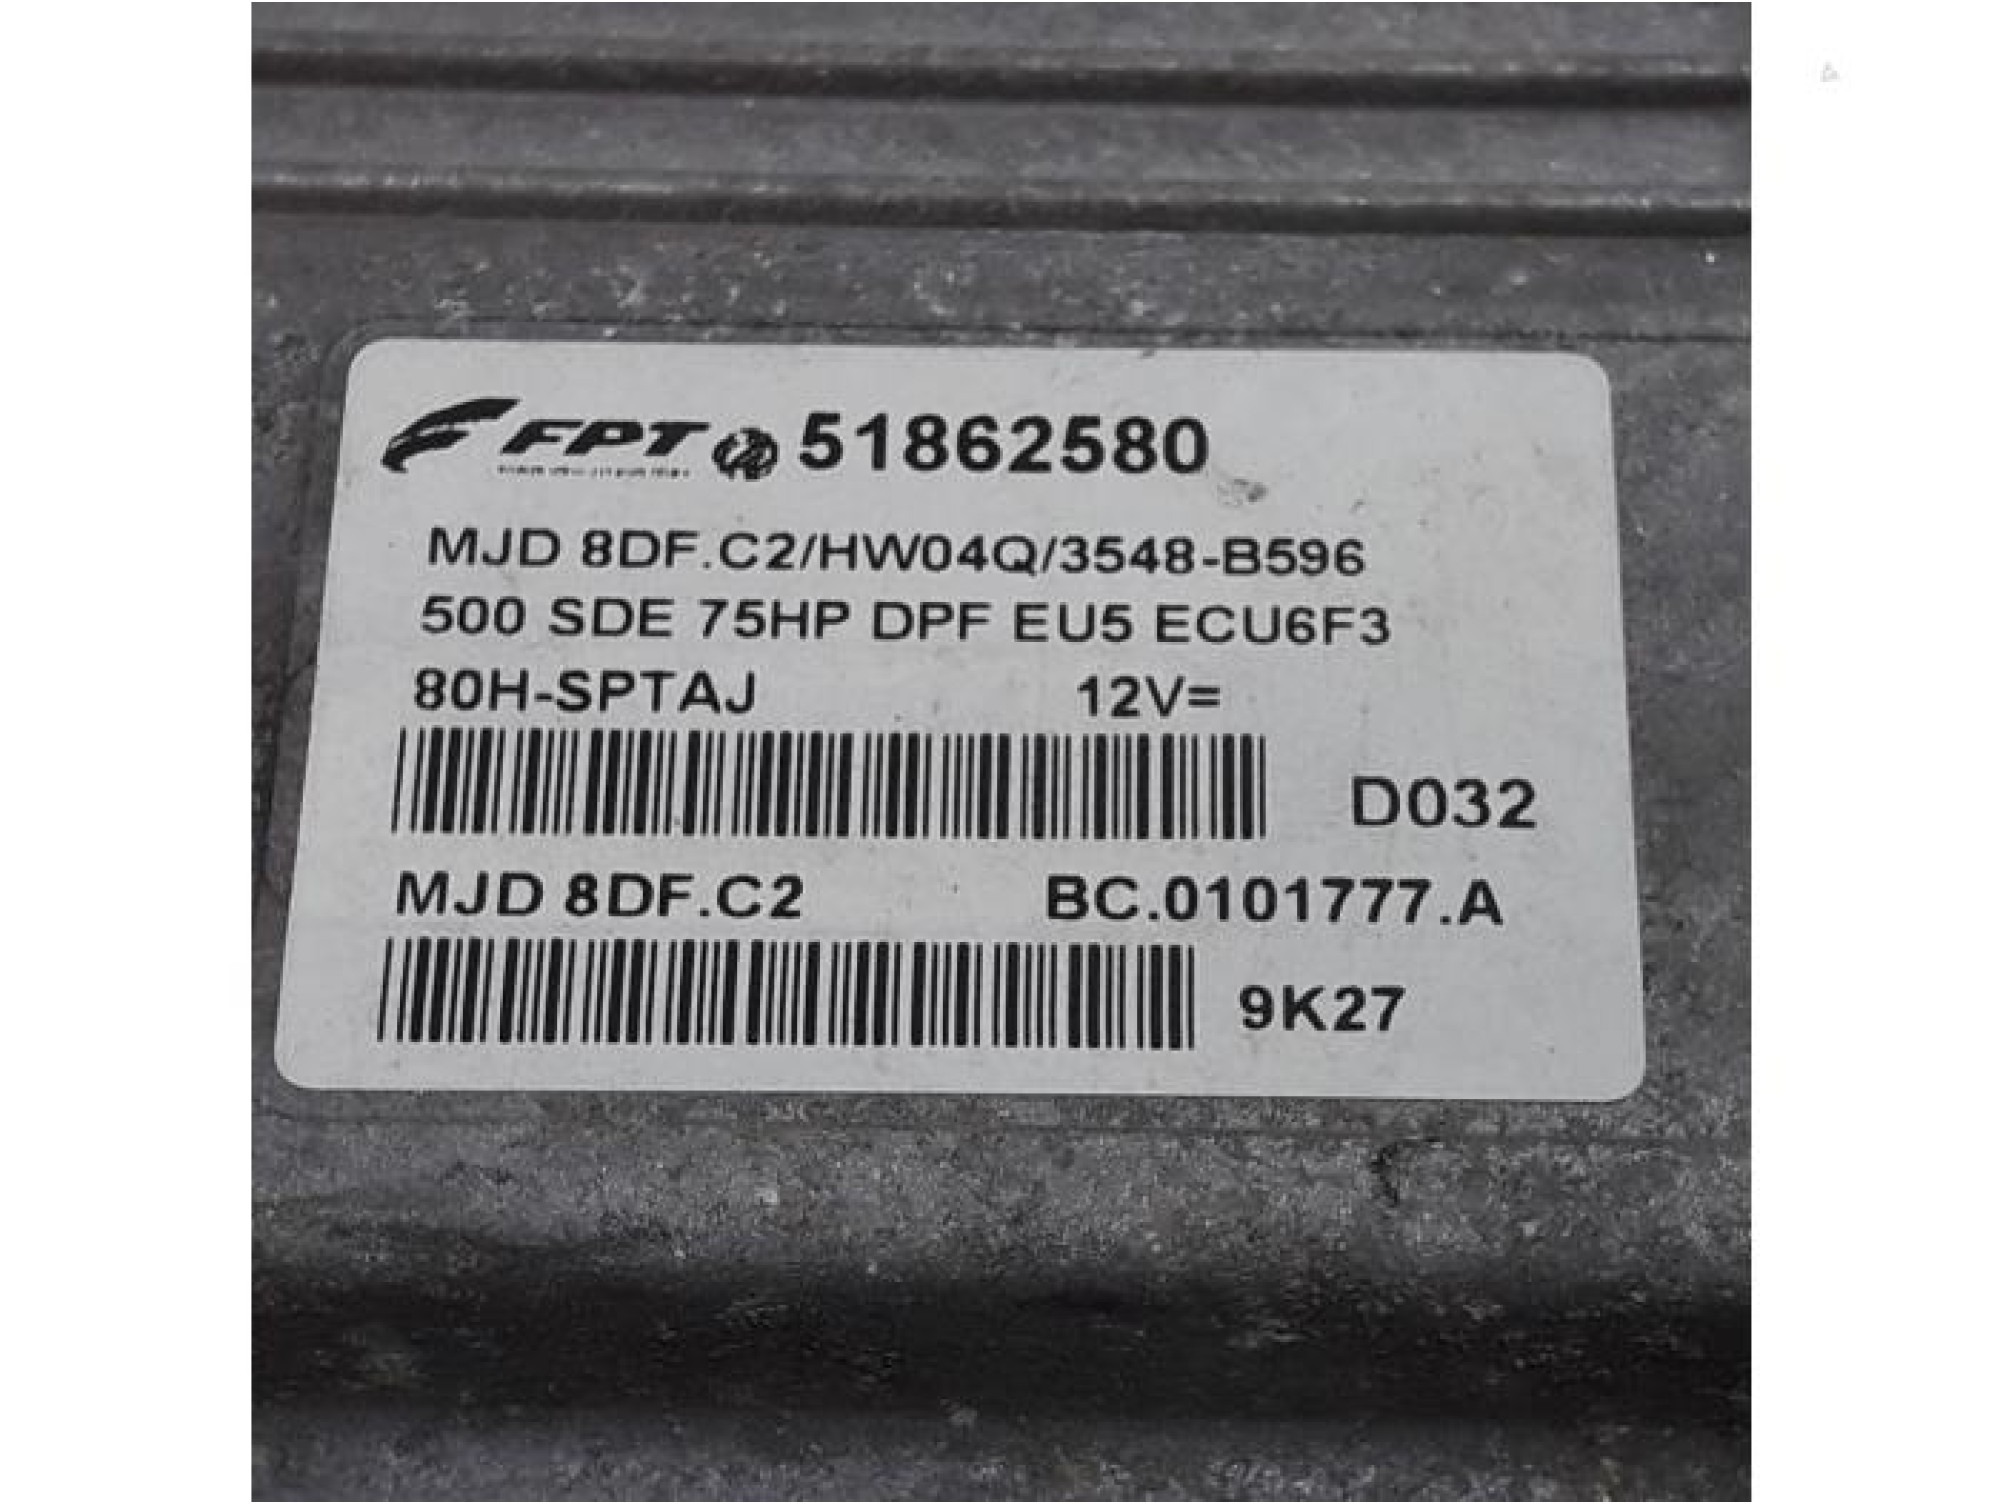 FPT 51862580
MJD 8DF.C2/HW04Q/3548-B596
500 SDE 75HP DPF EU5 ECU6F3
80H-SPTAJ 12V=
D032
MJD 8DF.C2 BC.0101777.A
9K27